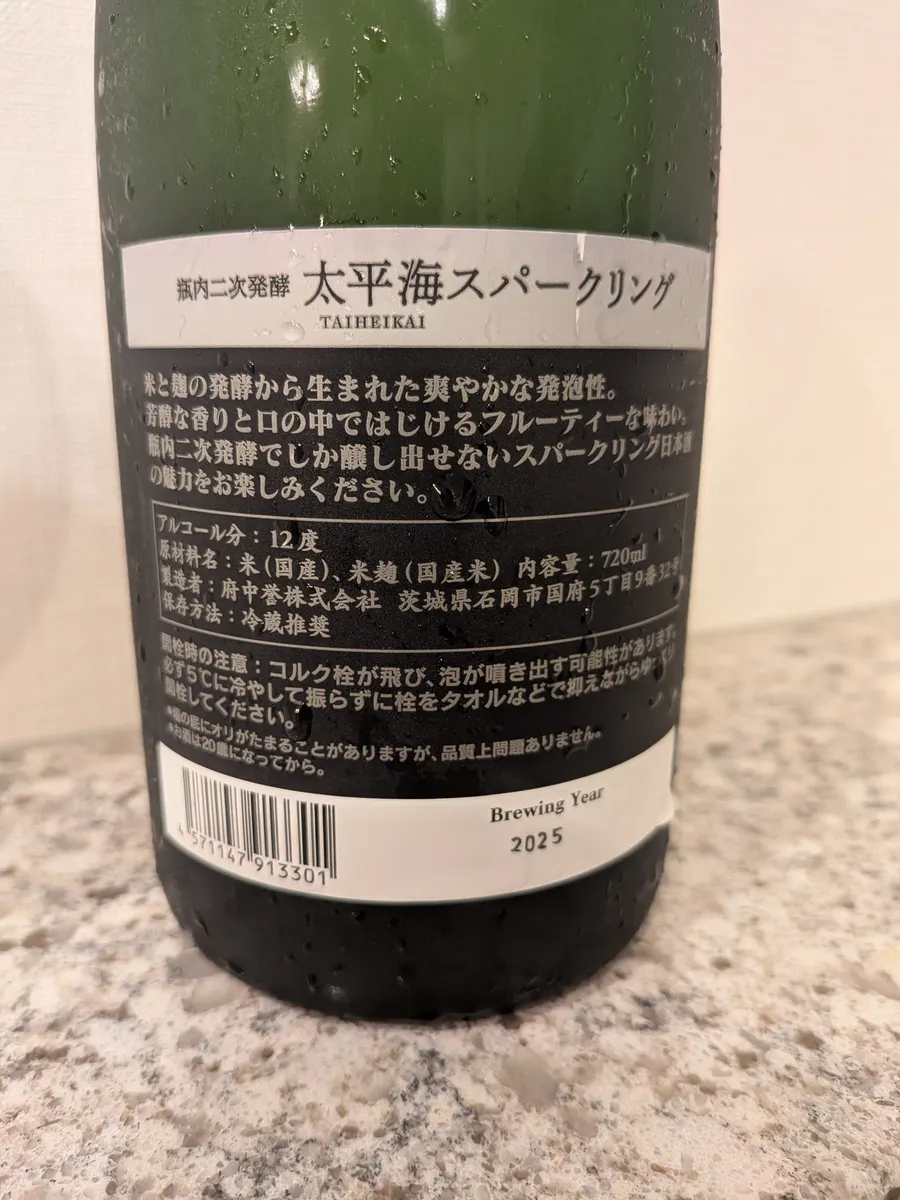 瓶内二次発酵 太平海スパークリング
TAIHEIKAI
米と麹の発酵から生まれた爽やかな発泡性。
芳醇な香りと口の中ではじけるフルーティーな味わい。
瓶内二次発酵でしか醸し出せないスパークリング日本酒
の魅力をお楽しみください。
アルコール分：12度
原材料名：米（国産）、米麹（国産米） 内容量：720ml
製造者：府中誉株式会社 茨城県石岡市国府5丁目9番32号
保存方法：冷蔵推奨
開栓時の注意：コルク栓が飛び、泡が噴き出す可能性があります。
必ず5℃に冷やして振らずに栓をタオルなどで抑えながらゆっくり
開栓してください。
※瓶の底にオリがたまることがありますが、品質上問題ありません。
※お酒は20歳になってから。
Brewing Year
2025
4 571147 913301